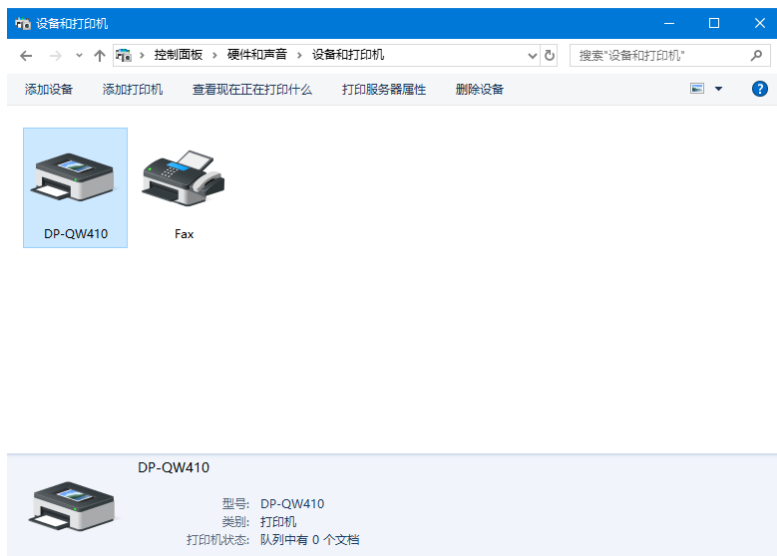 设备和打印机
控制面板 › 硬件和声音 › 设备和打印机
搜索"设备和打印机"
添加设备 添加打印机 查看现在正在打印什么 打印服务器属性 删除设备
DP-QW410 Fax
DP-QW410
型号: DP-QW410
类别: 打印机
打印机状态: 队列中有 0 个文档